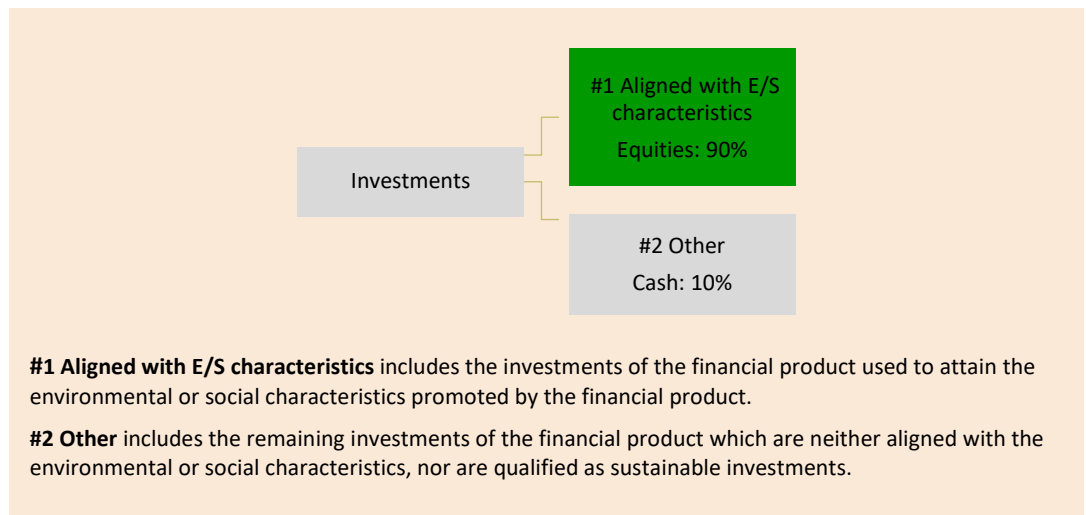 #1 Aligned with E/S
characteristics
Equities: 90%
Investments
#2 Other
Cash: 10%
#1 Aligned with E/S characteristics includes the investments of the financial product used to attain the
environmental or social characteristics promoted by the financial product.
#2 Other includes the remaining investments of the financial product which are neither aligned with the
environmental or social characteristics, nor are qualified as sustainable investments.